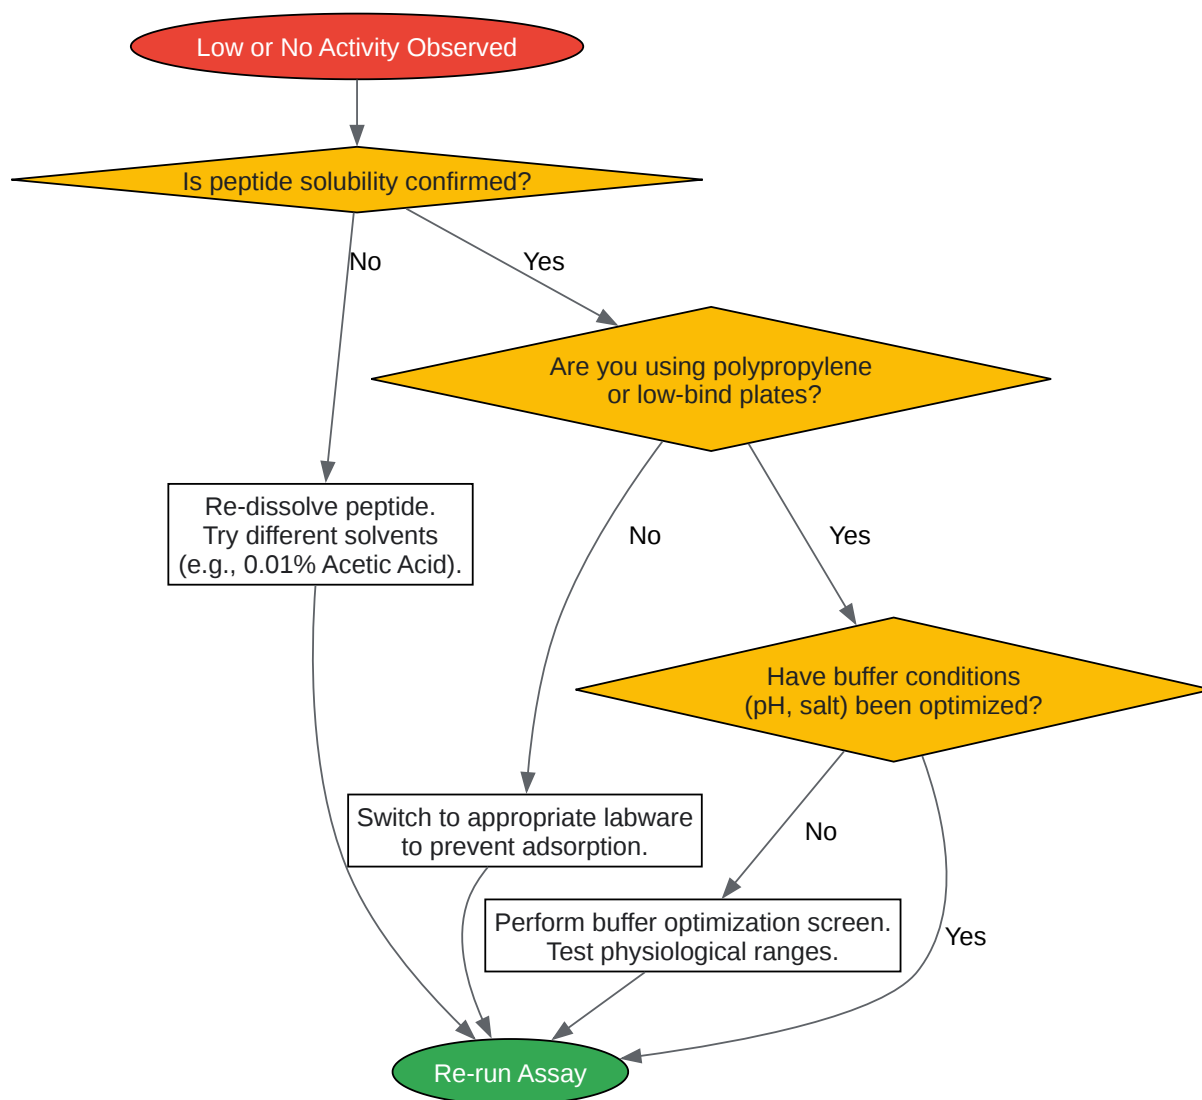 Low or No Activity Observed
Is peptide solubility confirmed?
No
Yes
Are you using polypropylene
or low-bind plates?
Re-dissolve peptide.
Try different solvents
(e.g., 0.01% Acetic Acid).
No
Yes
Have buffer conditions
(pH, salt) been optimized?
Switch to appropriate labware
to prevent adsorption.
No
Perform buffer optimization screen.
Test physiological ranges.
Yes
Re-run Assay